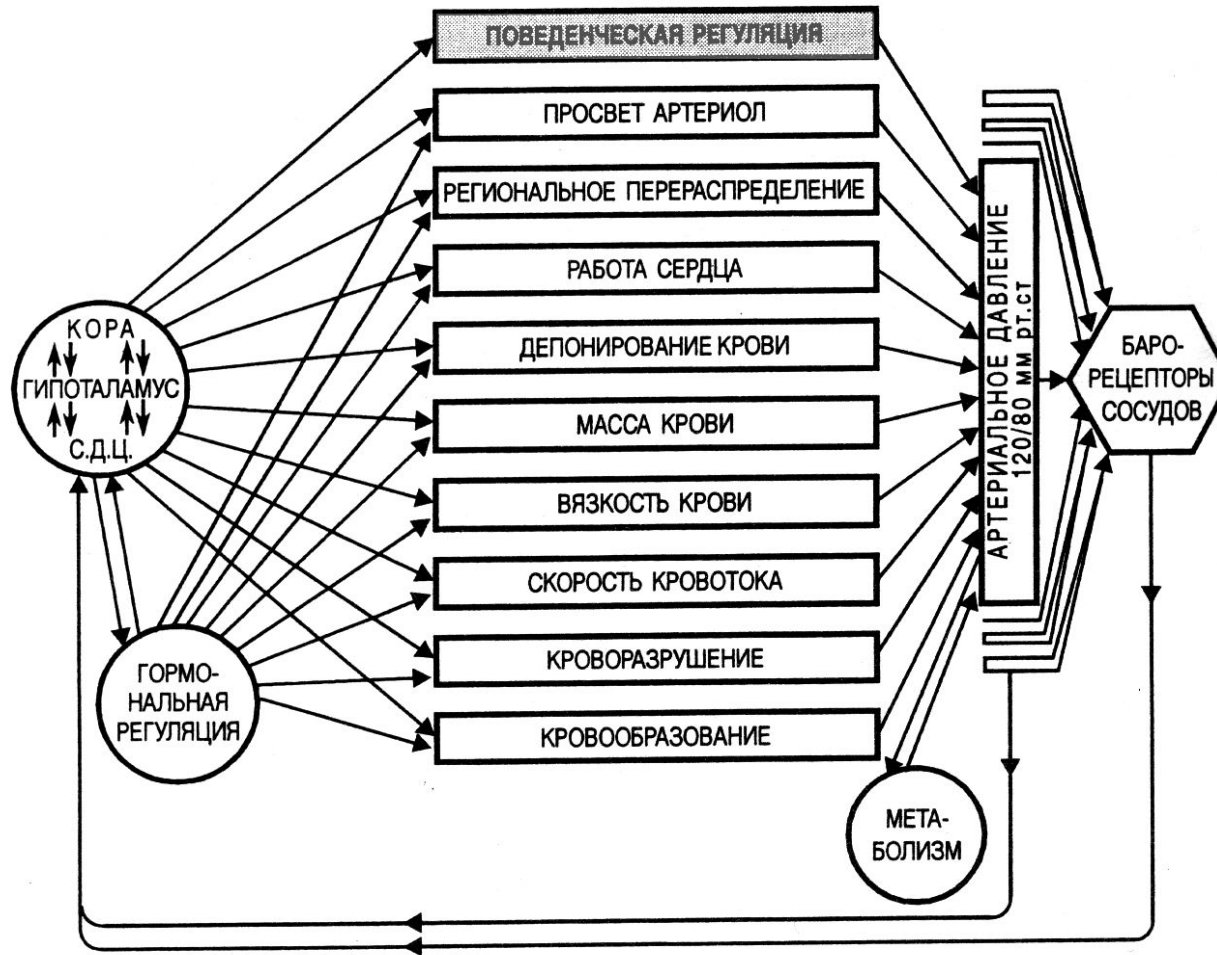 ПОВЕДЕНЧЕСКАЯ РЕГУЛЯЦИЯ
ПРОСВЕТ АРТЕРИОЛ
РЕГИОНАЛЬНОЕ ПЕРЕРАСПРЕДЕЛЕНИЕ
РАБОТА СЕРДЦА
ДЕПОНИРОВАНИЕ КРОВИ
МАССА КРОВИ
ВЯЗКОСТЬ КРОВИ
СКОРОСТЬ КРОВОТОКА
КРОВОРАЗРУШЕНИЕ
КРОВООБРАЗОВАНИЕ
КОРА
ГИПОТАЛАМУС
С.Д.Ц.
ГОРМО-
НАЛЬНАЯ
РЕГУЛЯЦИЯ
АРТЕРИАЛЬНОЕ ДАВЛЕНИЕ
120/80 мм рт.ст
БАРО-
РЕЦЕПТОРЫ
СОСУДОВ
МЕТА-
БОЛИЗМ